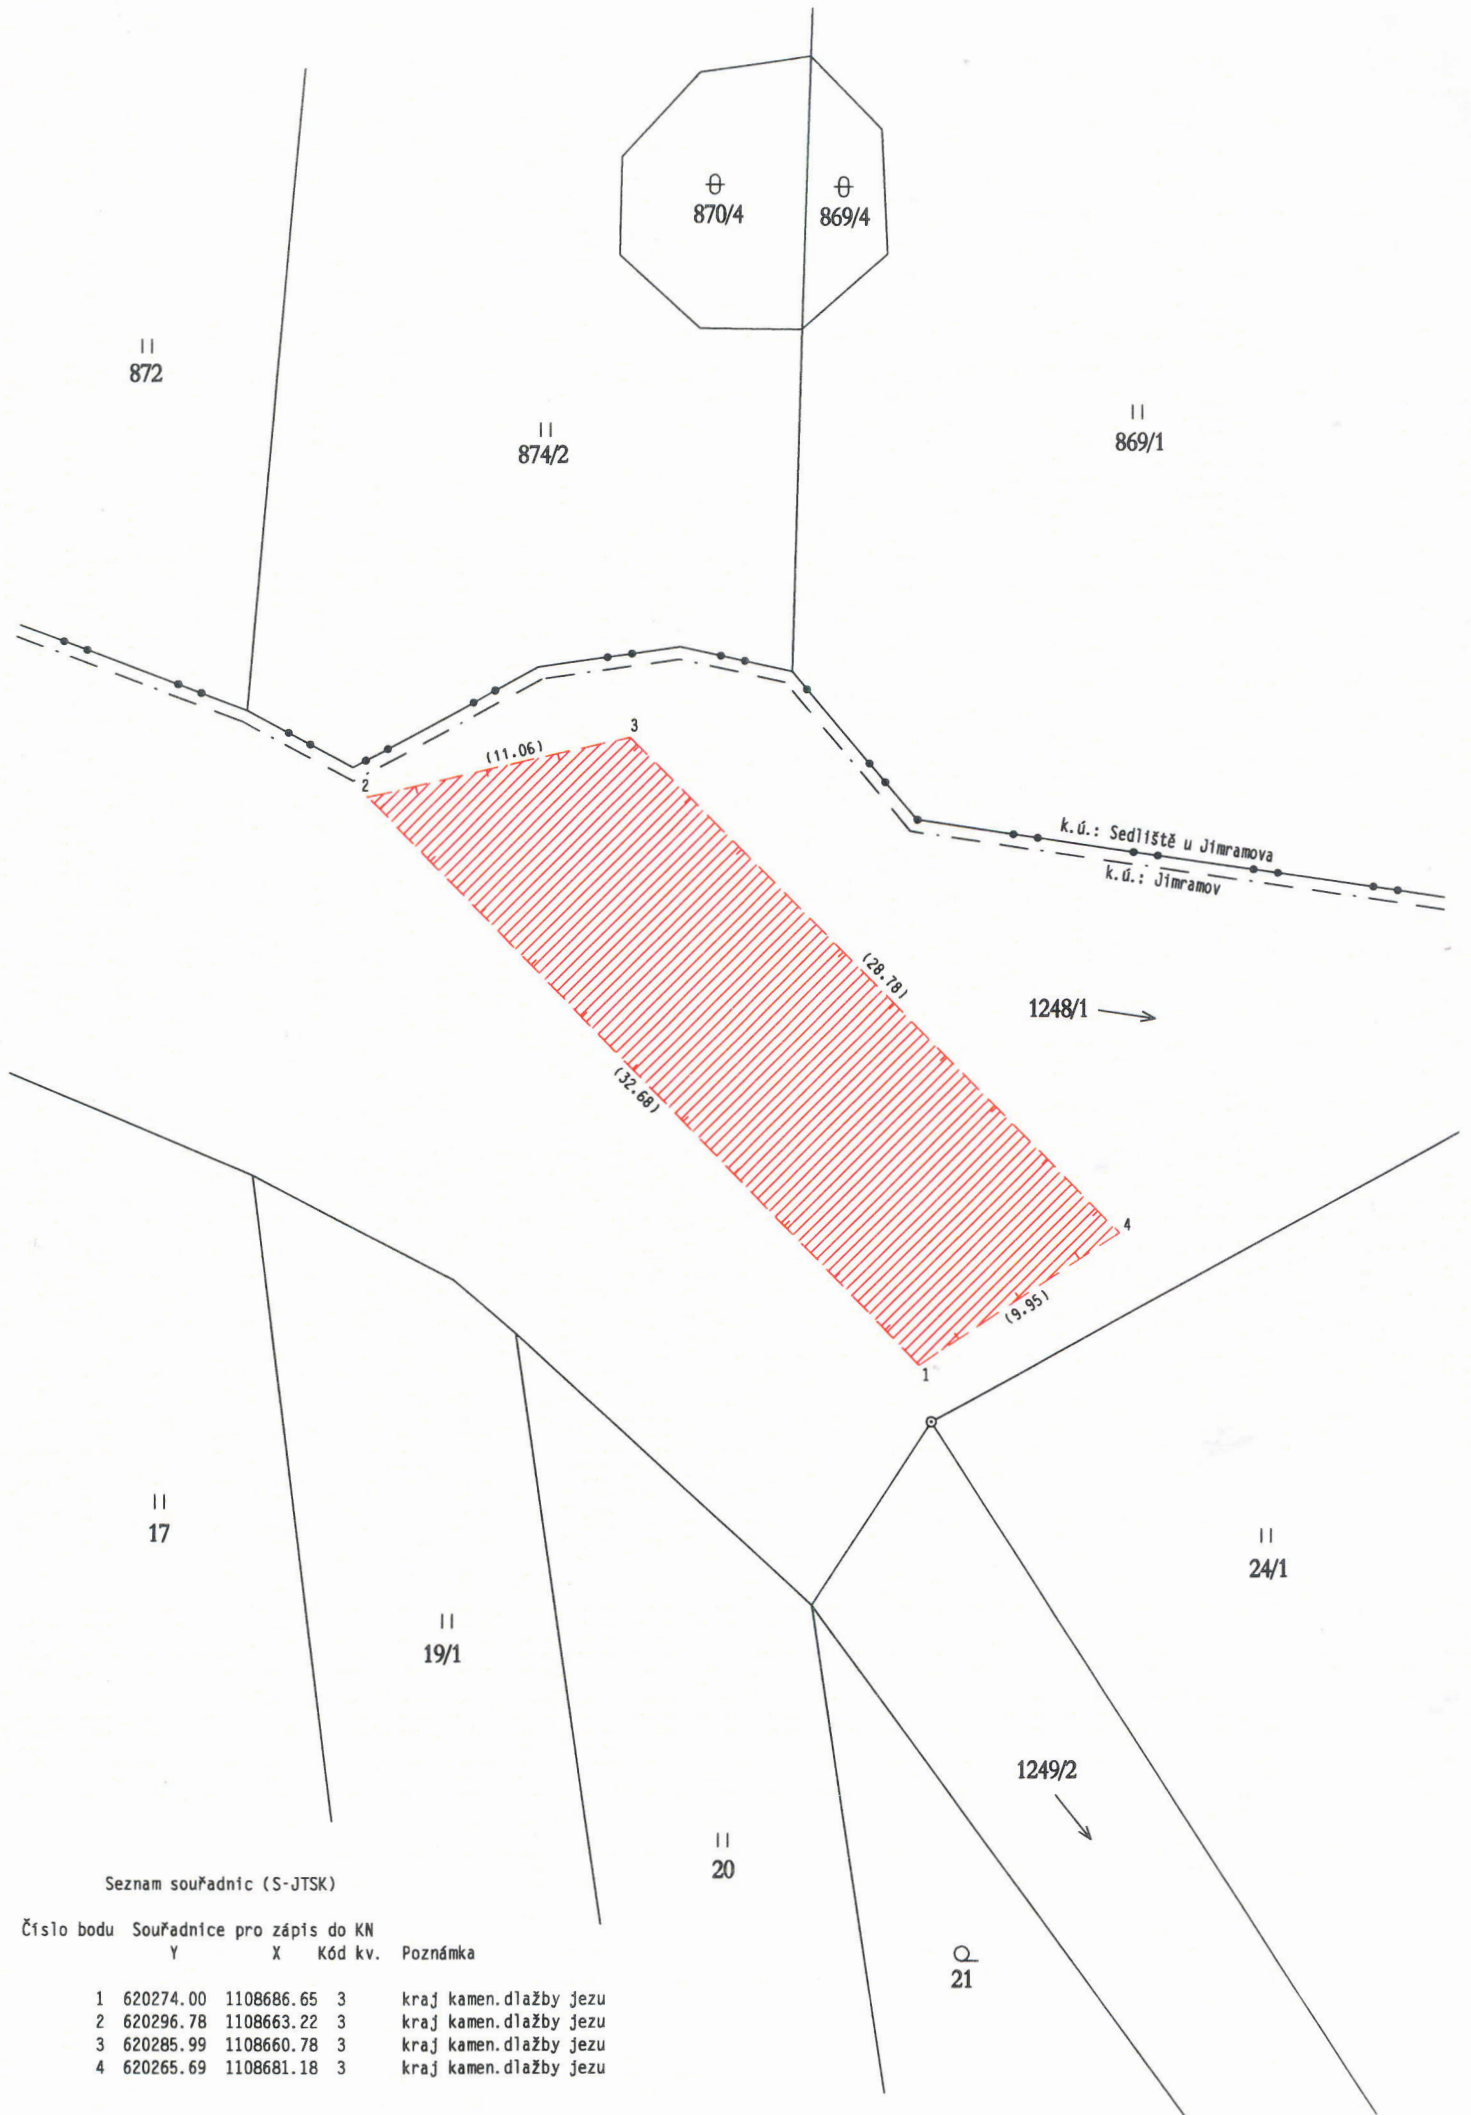 870/4
869/4
872
874/2
869/1
3
(11.06)
2
k.ú.: Sedliště u Jimramova
k.ú.: Jimramov
(28.78)
1248/1
(32.68)
4
(9.95)
1
17
24/1
19/1
1249/2
20
21
Seznam souřadnic (S-JTSK)
Číslo bodu Souřadnice pro zápis do KN
Y X Kód kv. Poznámka
1 620274.00 1108686.65 3 kraj kamen.dlažby jezu
2 620296.78 1108663.22 3 kraj kamen.dlažby jezu
3 620285.99 1108660.78 3 kraj kamen.dlažby jezu
4 620265.69 1108681.18 3 kraj kamen.dlažby jezu